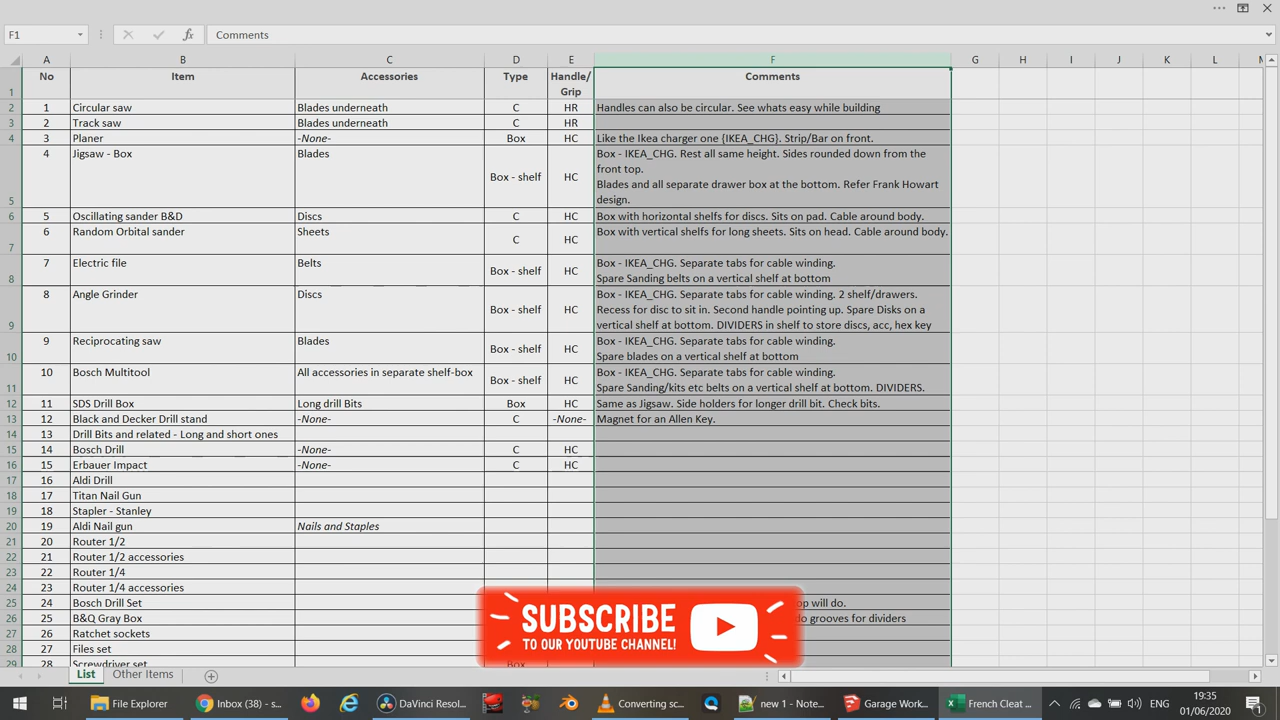 F1 fx Comments
A B C D E F G H I J K L M
1 No Item Accessories Type Handle/ Comments
Grip
2 1 Circular saw Blades underneath C HR Handles can also be circular. See whats easy while building
3 2 Track saw Blades underneath C HR
4 3 Planer -None- Box HC Like the Ikea charger one {IKEA_CHG}. Strip/Bar on front.
5 4 Jigsaw - Box Blades Box - shelf HC Box - IKEA_CHG. Rest all same height. Sides rounded down from the
front top.
Blades and all separate drawer box at the bottom. Refer Frank Howart
design.
6 5 Oscillating sander B&D Discs C HC Box with horizontal shelfs for discs. Sits on pad. Cable around body.
7 6 Random Orbital sander Sheets C HC Box with vertical shelfs for long sheets. Sits on head. Cable around body.
8 7 Electric file Belts Box - shelf HC Box - IKEA_CHG. Separate tabs for cable winding.
Spare Sanding belts on a vertical shelf at bottom
9 8 Angle Grinder Discs Box - shelf HC Box - IKEA_CHG. Separate tabs for cable winding. 2 shelf/drawers.
Recess for disc to sit in. Second handle pointing up. Spare Disks on a
vertical shelf at bottom. DIVIDERS in shelf to store discs, acc, hex key
10 9 Reciprocating saw Blades Box - shelf HC Box - IKEA_CHG. Separate tabs for cable winding.
Spare blades on a vertical shelf at bottom
11 10 Bosch Multitool All accessories in separate shelf-box Box - shelf HC Box - IKEA_CHG. Separate tabs for cable winding.
Spare Sanding/kits etc belts on a vertical shelf at bottom. DIVIDERS.
12 11 SDS Drill Box Long drill Bits Box HC Same as Jigsaw. Side holders for longer drill bit. Check bits.
13 12 Black and Decker Drill stand -None- C -None- Magnet for an Allen Key.
14 13 Drill Bits and related - Long and short ones
15 14 Bosch Drill -None- C HC
16 15 Erbauer Impact -None- C HC
17 16 Aldi Drill
18 17 Titan Nail Gun
19 18 Stapler - Stanley
20 19 Aldi Nail gun Nails and Staples
21 20 Router 1/2
22 21 Router 1/2 accessories
23 22 Router 1/4
24 23 Router 1/4 accessories
25 24 Bosch Drill Set will do.
26 25 B&Q Gray Box do grooves for dividers
27 26 Ratchet sockets
28 27 Files set
29 28 Screwdriver set Box
SUBSCRIBE
TO OUR YOUTUBE CHANNEL!
List Other Items
File Explorer Inbox (38) - s... DaVinci Resol... Converting sc... new 1 - Note... Garage Work... French Cleat ... ENG 19:35
01/06/2020